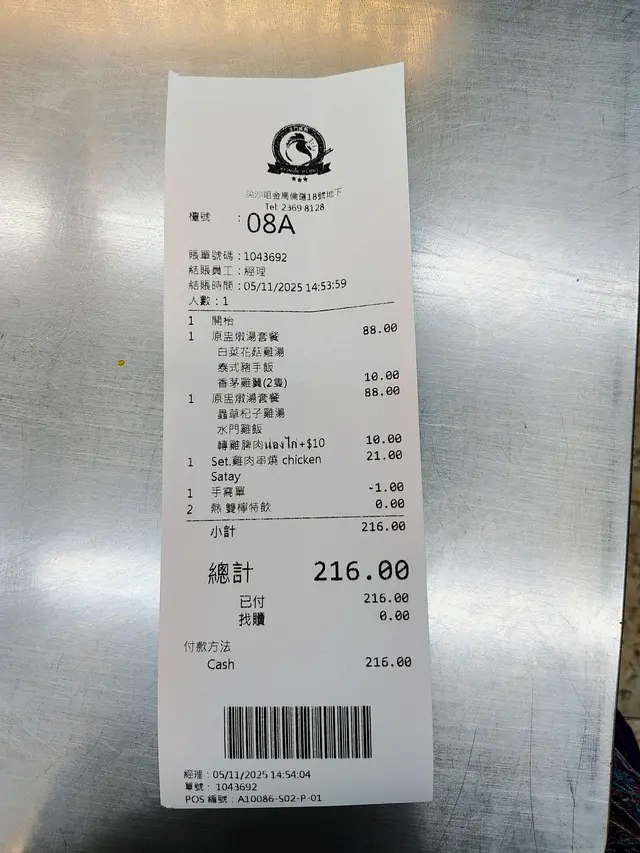 尖沙咀金馬倫道18號地下
Tel: 2369 8128
檯號 : 08A
賬單號碼 : 1043692
結賬員工 : 經理
結賬時間 : 05/11/2025 14:53:59
人數 : 1
1 開枱
1 原盅燉湯套餐 88.00
白菜花菇雞湯
泰式豬手飯
香茅雞翼(2隻) 10.00
1 原盅燉湯套餐 88.00
蟲草杞子雞湯
水門雞飯
轉雞髀肉น่องไก่+$10 10.00
1 Set.雞肉串燒 chicken 21.00
Satay
1 手寫單 -1.00
2 熱 雙檸特飲 0.00
小計 216.00
總計 216.00
已付 216.00
找贖 0.00
付款方法
Cash 216.00
經理 : 05/11/2025 14:54:04
單號 : 1043692
POS 編號 : A10086-S02-P-01